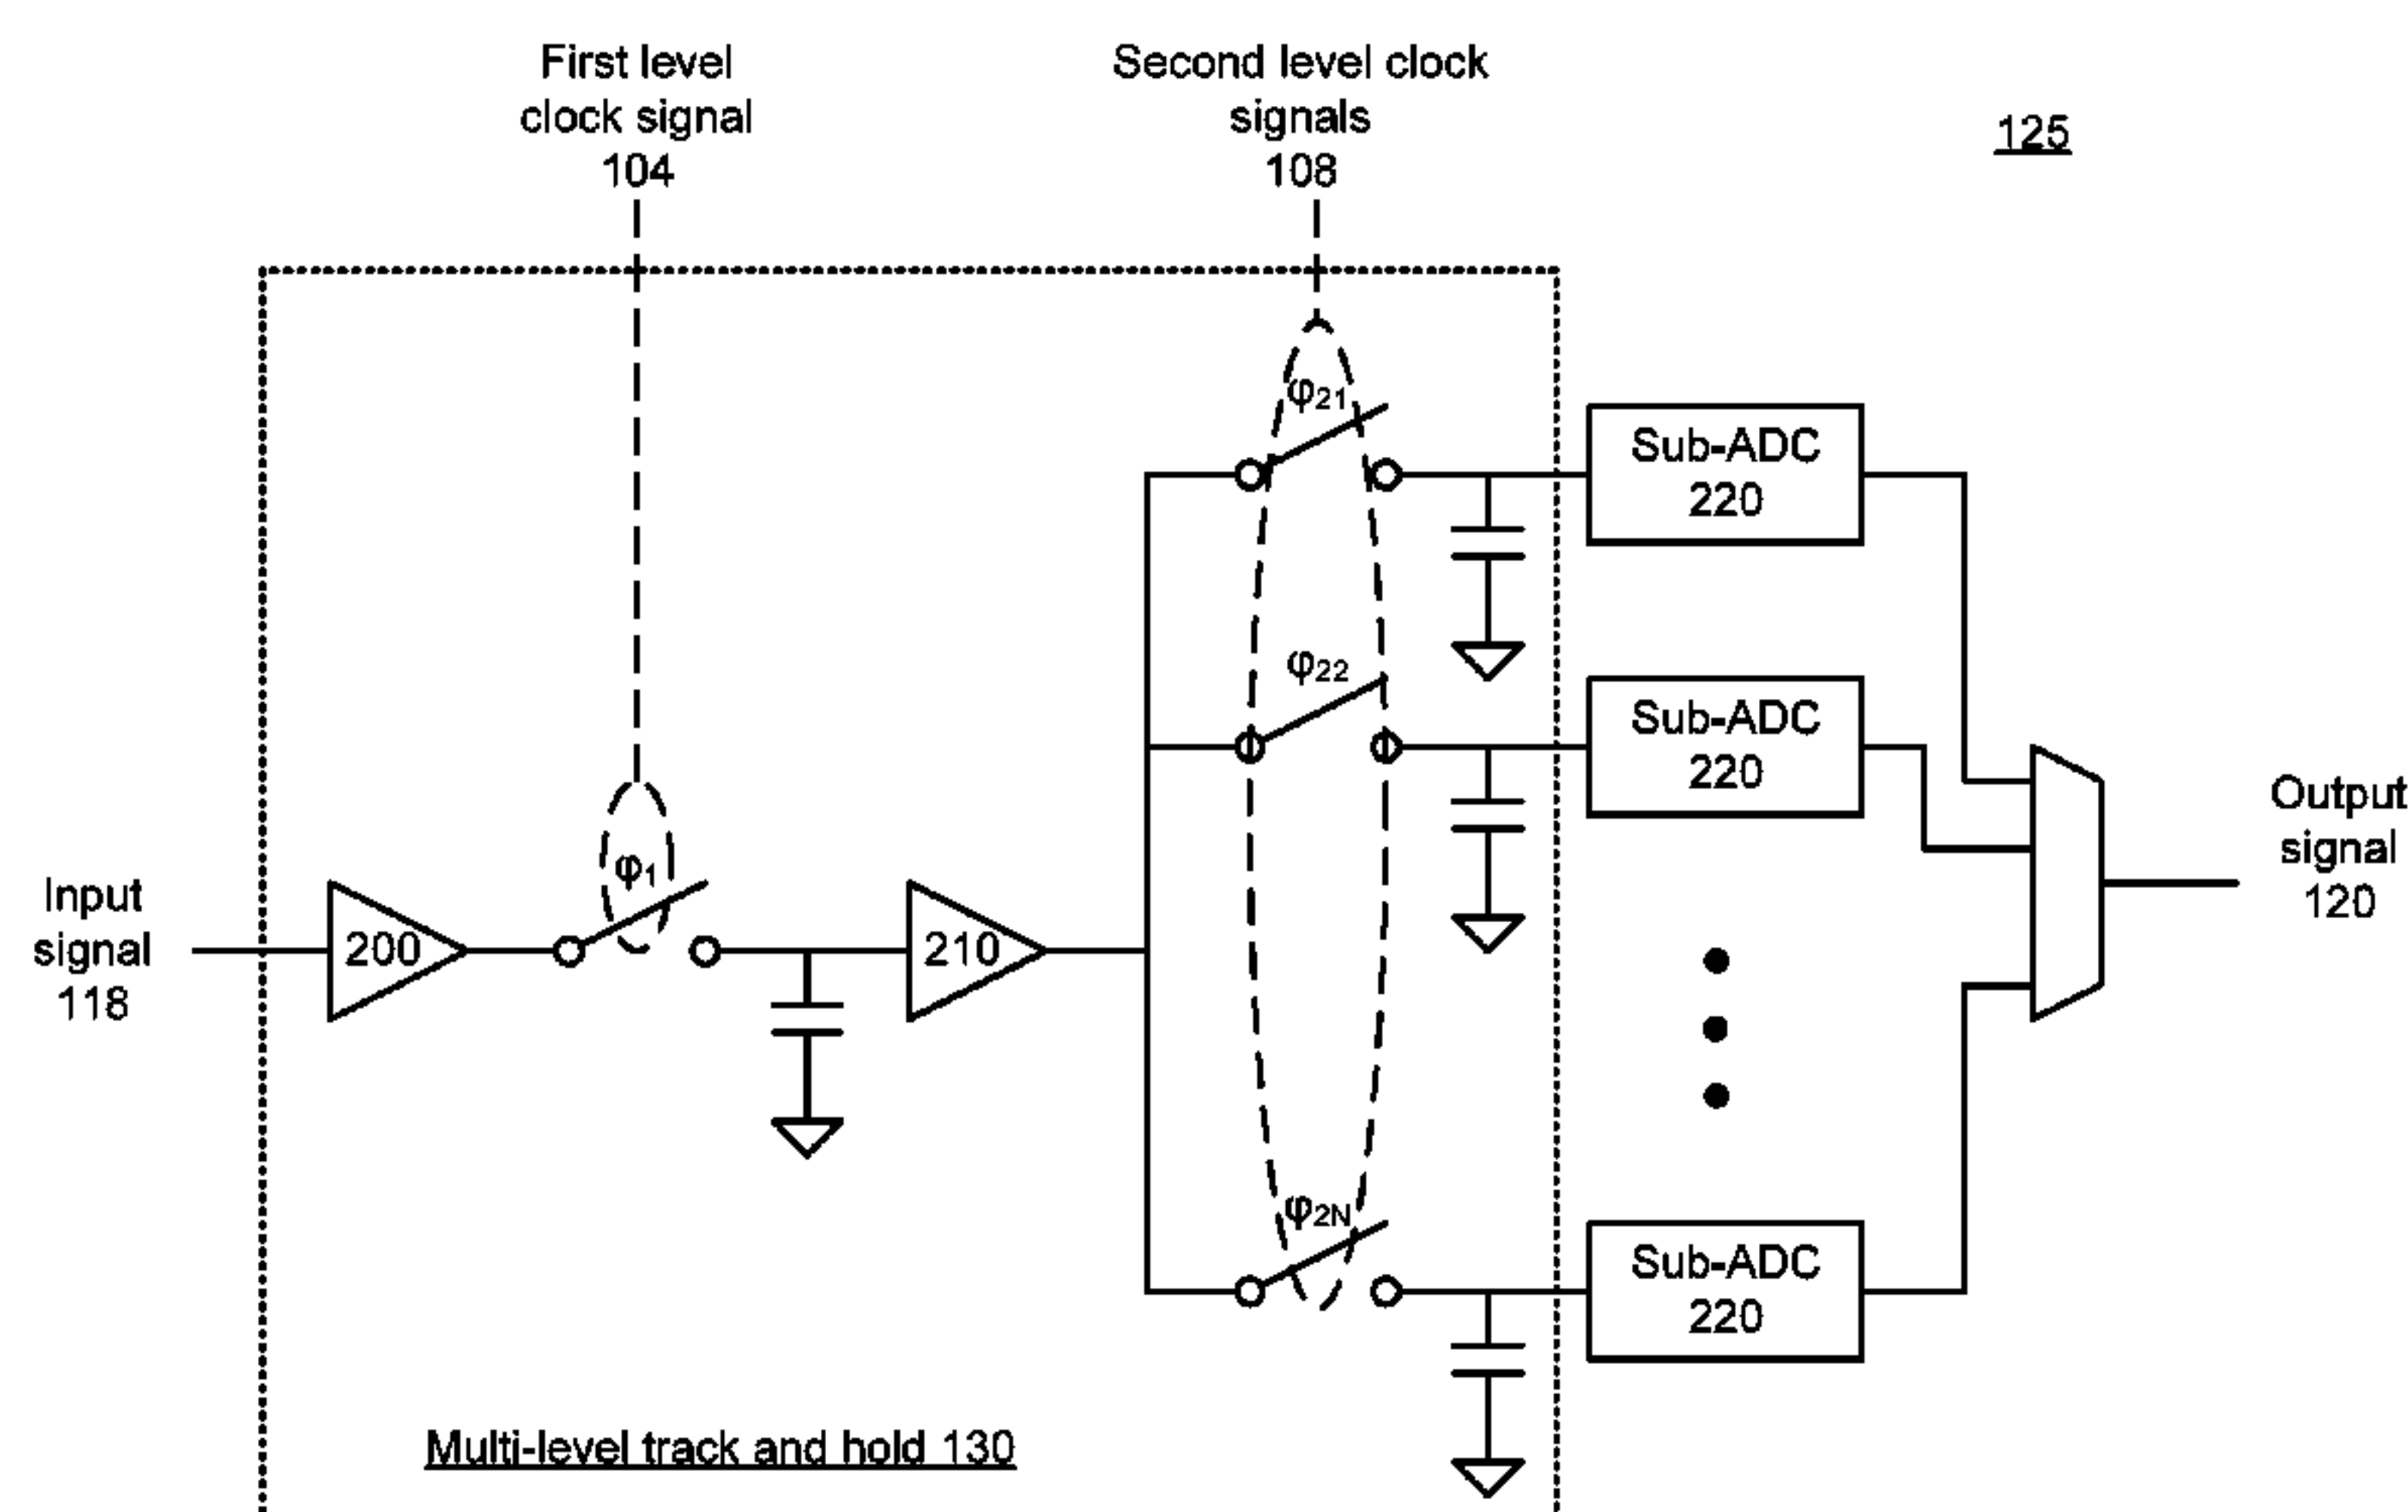 First level
clock signal
104
Second level clock
signals
108
125
φ21
Sub-ADC
220
φ22
Sub-ADC
220
φ1
Input
signal
118
200
210
Output
signal
120
φ2N
Sub-ADC
220
Multi-level track and hold 130